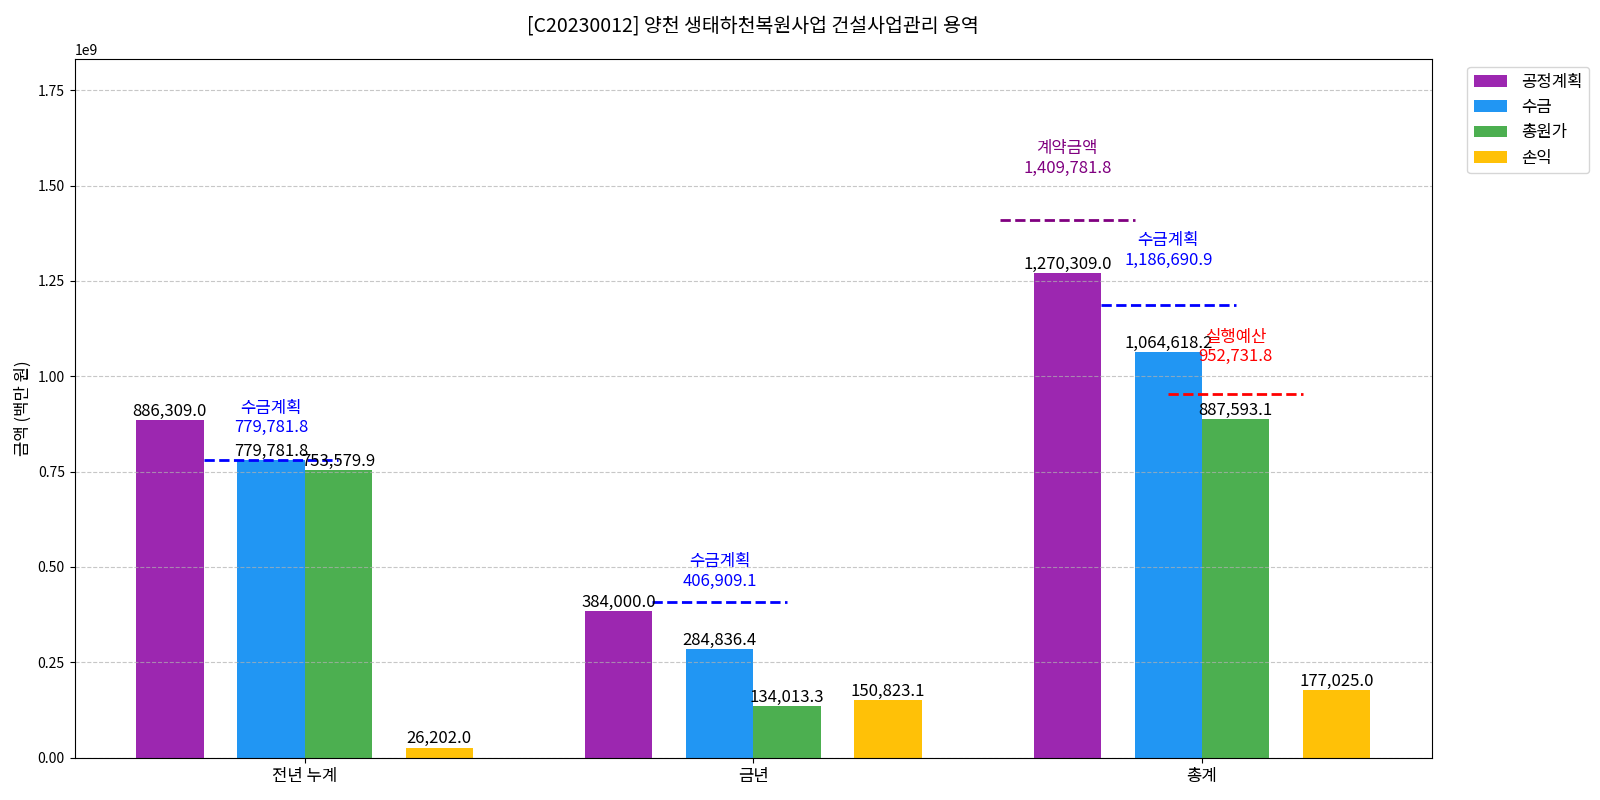 [C20230012] 양천 생태하천복원사업 건설사업관리 용역
1e9
금액 (백만 원)
1.75
1.50
1.25
1.00
0.75
0.50
0.25
0.00
공정계획
수금
총원가
손익
886,309.0
수금계획
779,781.8
779,781.8
753,579.9
26,202.0
384,000.0
수금계획
406,909.1
284,836.4
134,013.3
150,823.1
계약금액
1,409,781.8
1,270,309.0
수금계획
1,186,690.9
1,064,618.2
실행예산
952,731.8
887,593.1
177,025.0
전년 누계
금년
총계